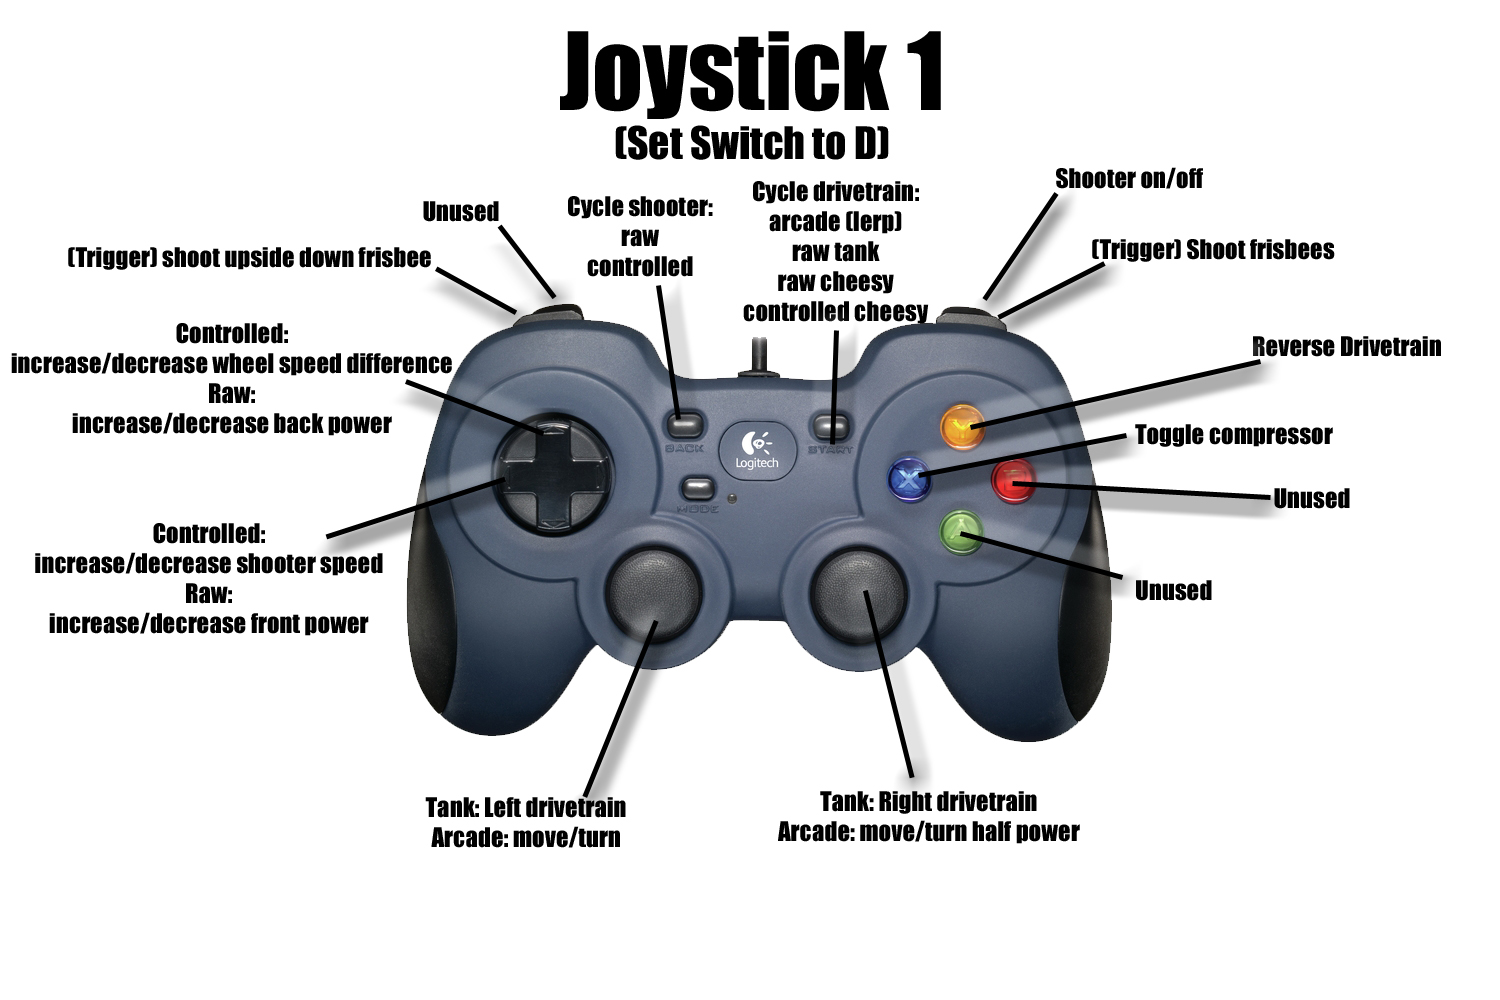 Joystick 1
(Set Switch to D)
Shooter on/off
Cycle drivetrain:
arcade (lerp)
raw tank
raw cheesy
controlled cheesy
Cycle shooter:
raw
controlled
Unused
(Trigger) shoot upside down frisbee
(Trigger) Shoot frisbees
Controlled:
increase/decrease wheel speed difference
Raw:
increase/decrease back power
Reverse Drivetrain
Toggle compressor
BACK
START
Logitech
X
MODE
Unused
Controlled:
increase/decrease shooter speed
Raw:
increase/decrease front power
Unused
Tank: Left drivetrain
Arcade: move/turn
Tank: Right drivetrain
Arcade: move/turn half power